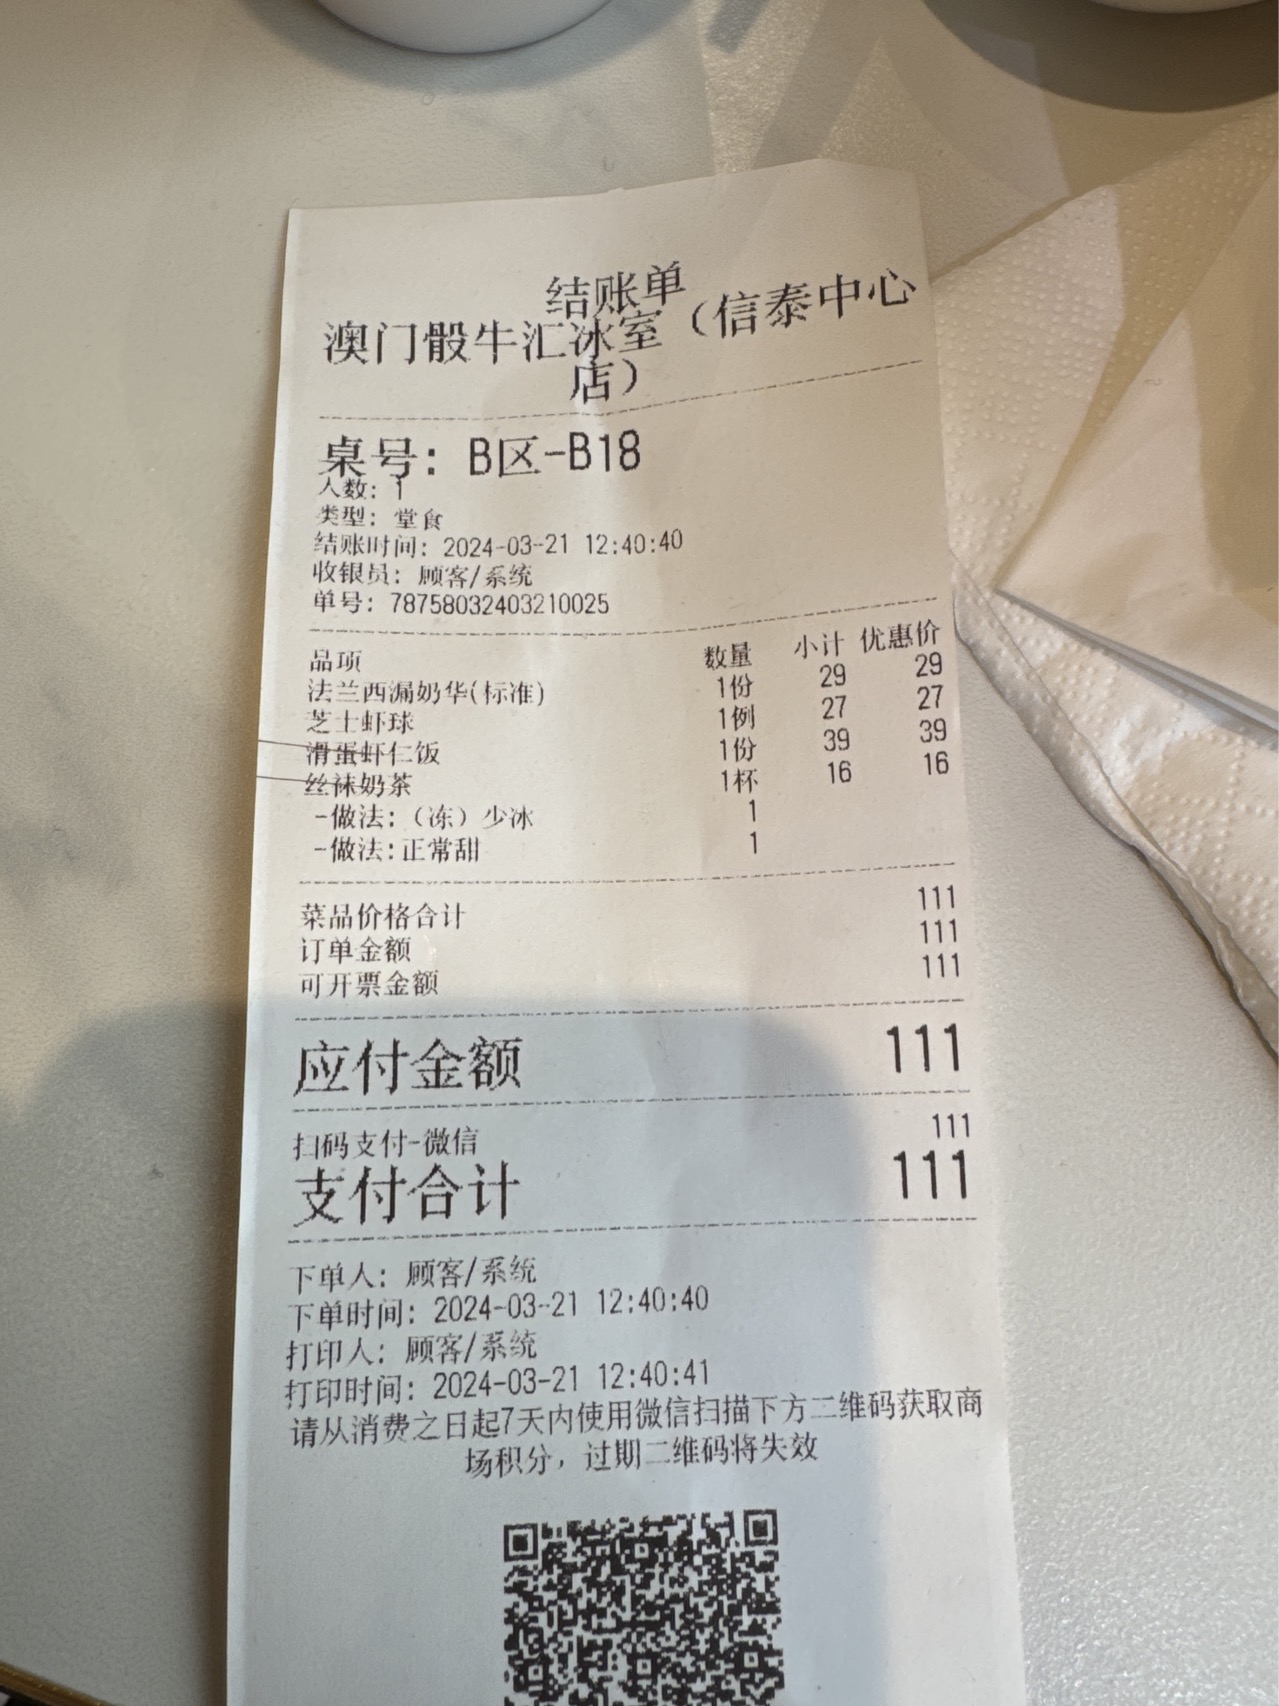 结账单
澳门骰牛汇冰室（信泰中心
店）
桌号: B区-B18
人数: 1
类型: 堂食
结账时间: 2024-03-21 12:40:40
收银员: 顾客/系统
单号: 78758032403210025
品项 数量 小计 优惠价
法兰西漏奶华(标准) 1份 29 29
芝士虾球 1例 27 27
滑蛋虾仁饭 1份 39 39
丝袜奶茶 1杯 16 16
-做法:（冻）少冰 1
-做法:正常甜 1
菜品价格合计 111
订单金额 111
可开票金额 111
应付金额 111
扫码支付-微信 111
支付合计 111
下单人: 顾客/系统
下单时间: 2024-03-21 12:40:40
打印人: 顾客/系统
打印时间: 2024-03-21 12:40:41
请从消费之日起7天内使用微信扫描下方二维码获取商
场积分，过期二维码将失效